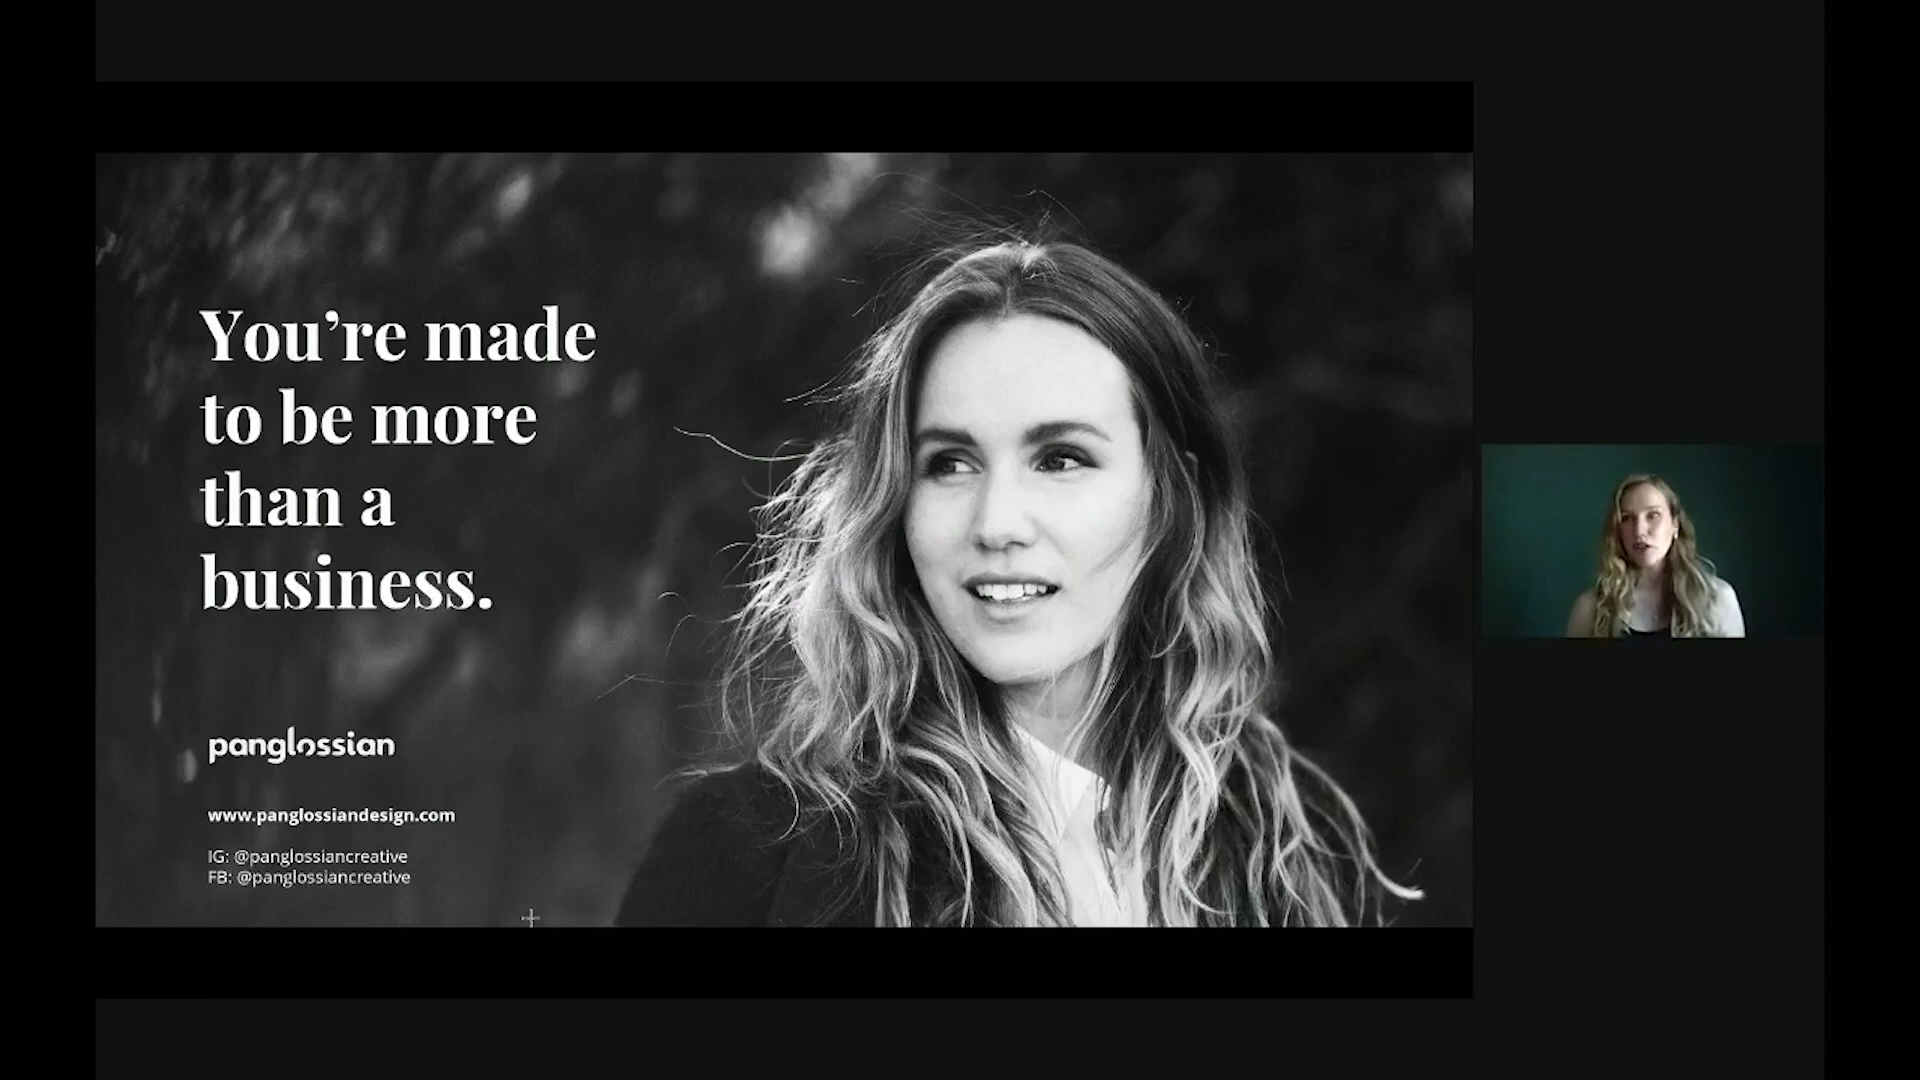 You’re made
to be more
than a
business.
panglossian
www.panglossiandesign.com
IG: @panglossiancreative
FB: @panglossiancreative